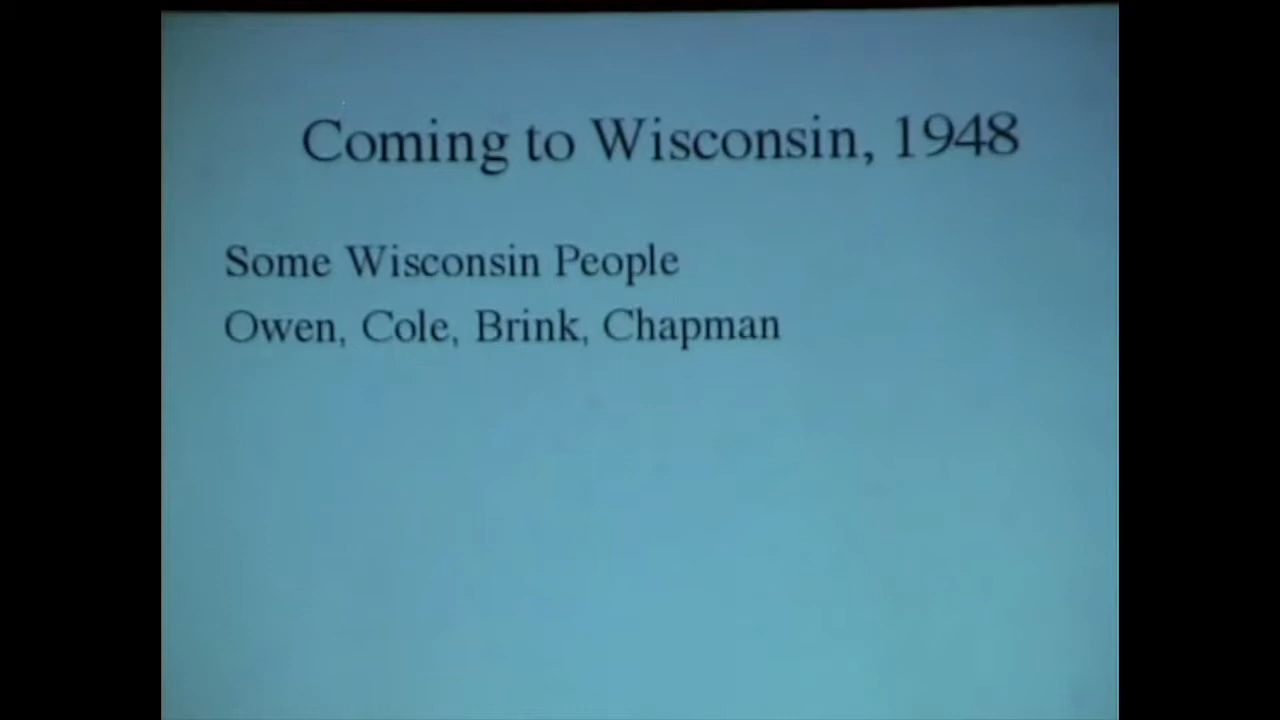 Coming to Wisconsin, 1948
Some Wisconsin People
Owen, Cole, Brink, Chapman